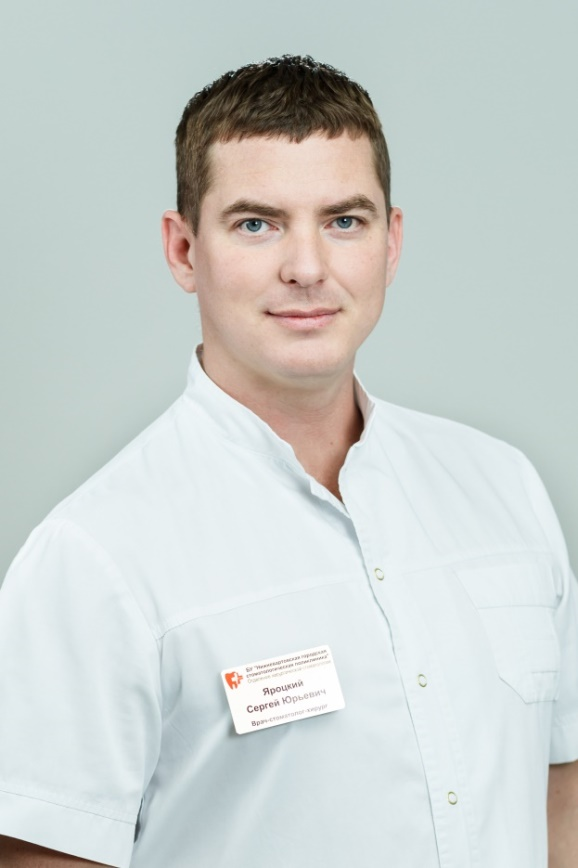 БУ "Нижневартовская городская
стоматологическая поликлиника"
Яроцкий
Сергей Юрьевич
Врач-стоматолог-хирург